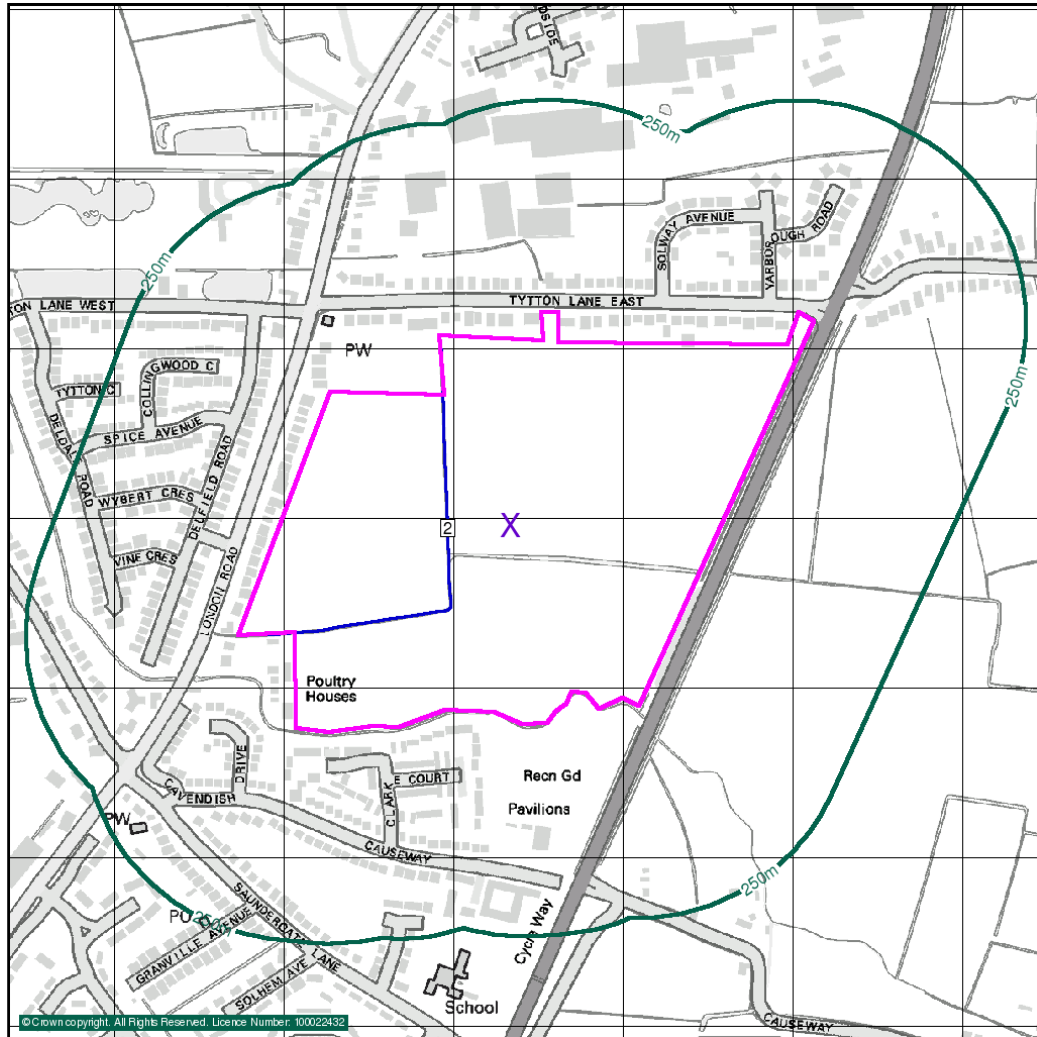 DSIDE
250m
SOLWAY AVENUE
YARBOROUGH ROAD
250m
TON LANE WEST
TYTTON LANE EAST
PW
COLLINGWOOD C
TYTTON C
250m
SPICE AVENUE
DELDALE ROAD
DELFIELD ROAD
WYBERT CRES
2
X
VINE CRES
LONDON ROAD
Poultry
Houses
DRIVE
E COURT
Recn Gd
CLARK
CAVENDISH
Pavilions
PW
CAUSEWAY
250m
SAUNDERGATE LANE
PO
250m
GRANVILLE AVENUE
Cycle Way
SOLHEM AVE
School
CAUSEWAY
© Crown copyright. All Rights Reserved. Licence Number: 100022432